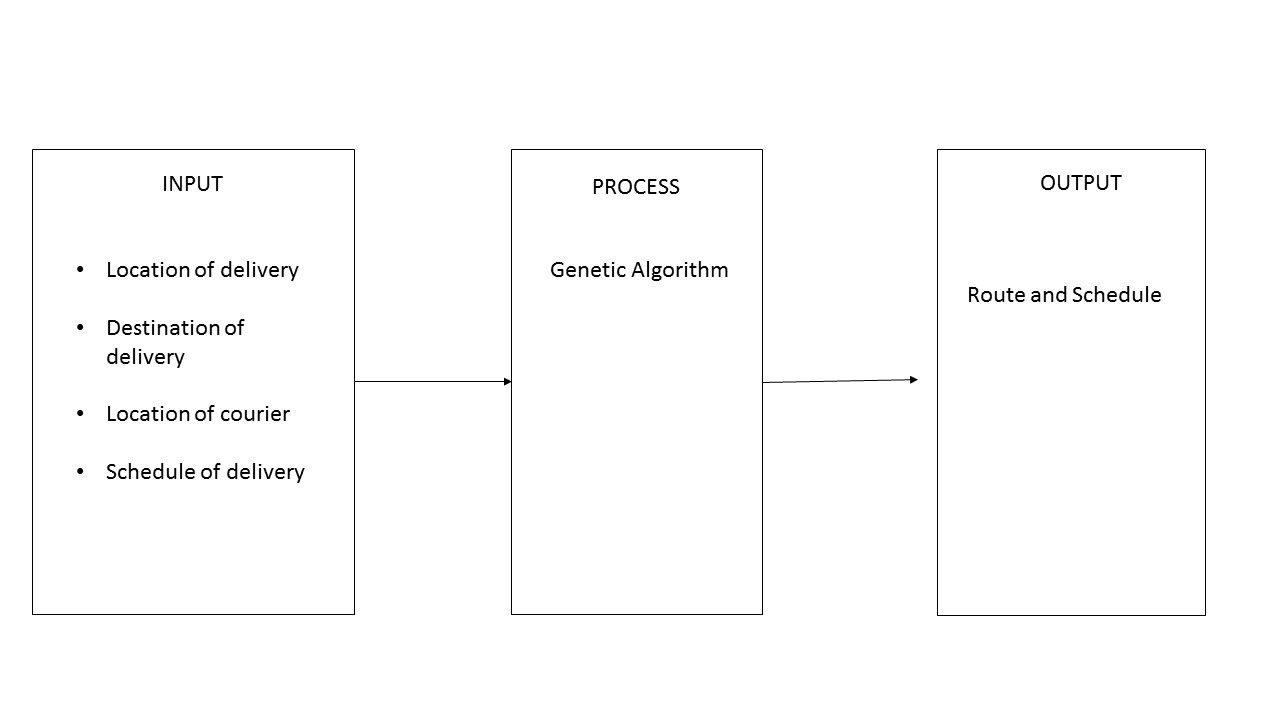 INPUT
• Location of delivery
• Destination of
delivery
• Location of courier
• Schedule of delivery
PROCESS
Genetic Algorithm
OUTPUT
Route and Schedule